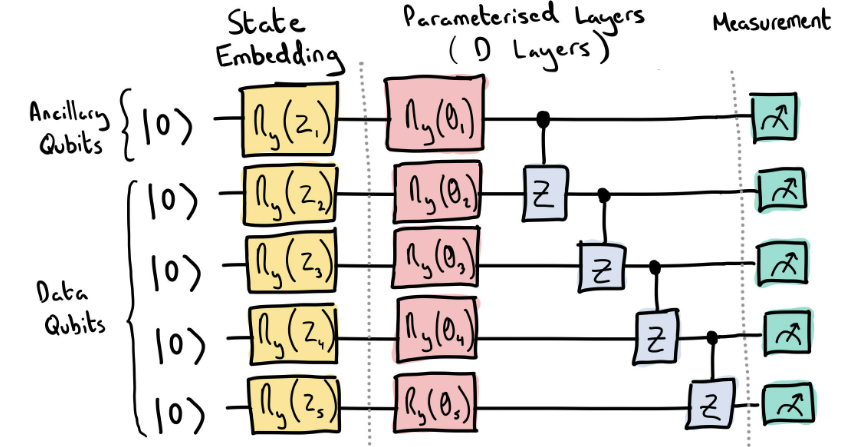 State Embedding
Parameterised Layers
( D Layers )
Measurement
Ancillary Qubits
|0⟩ Ry(z₁) Ry(θ₁)
Data Qubits
|0⟩ Ry(z₂) Ry(θ₂) Z
|0⟩ Ry(z₃) Ry(θ₃) Z
|0⟩ Ry(z₄) Ry(θ₄) Z
|0⟩ Ry(z₅) Ry(θ₅) Z